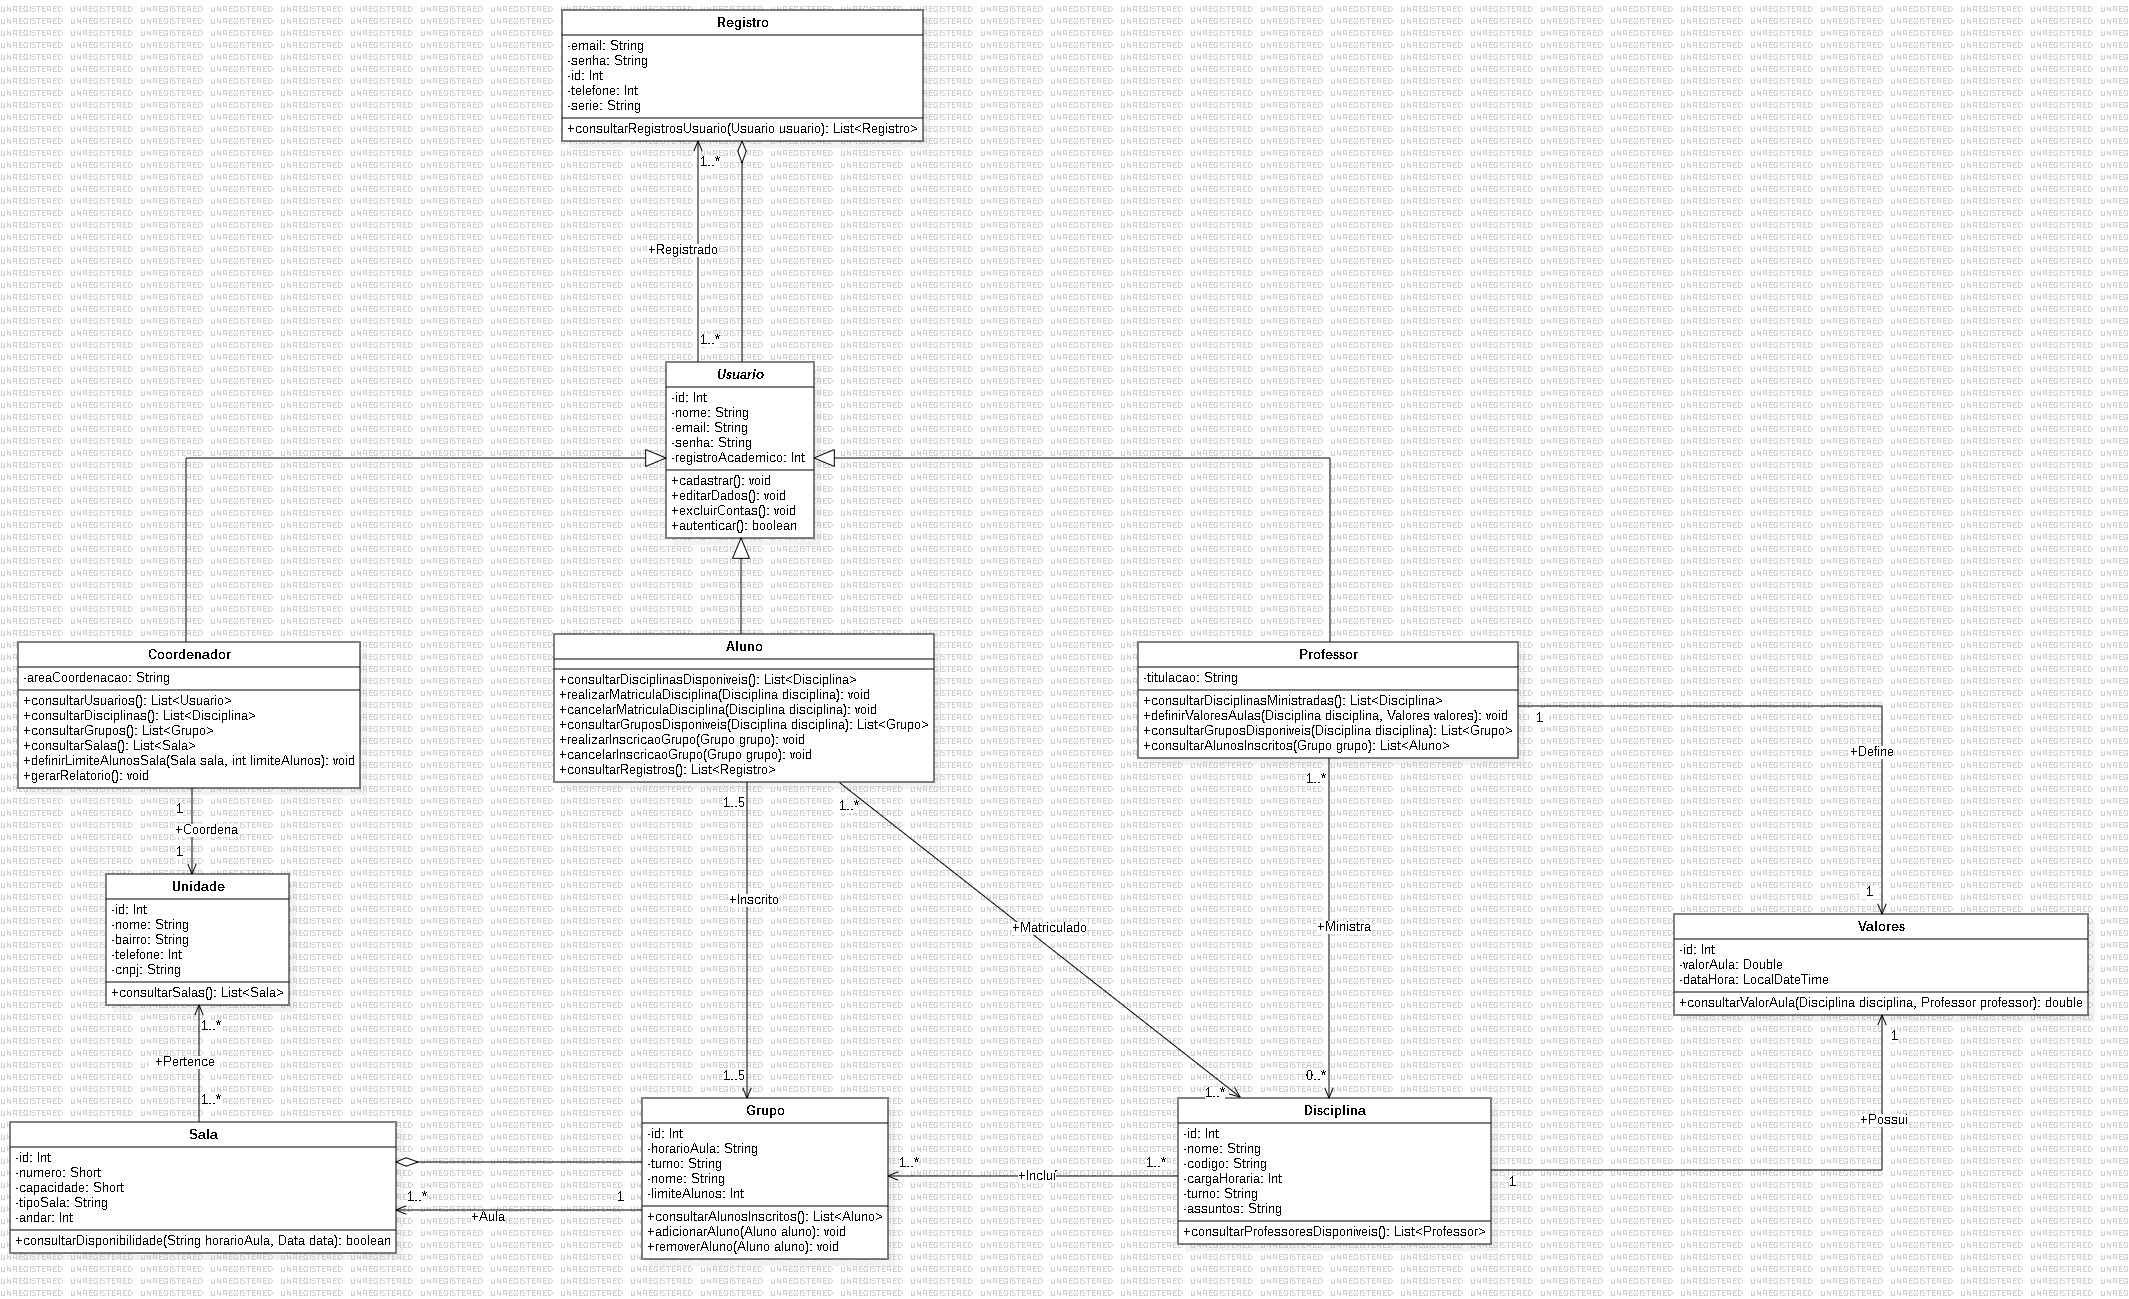 Registro
-email: String
-senha: String
-id: Int
-telefone: Int
-serie: String
+consultarRegistrosUsuario(Usuario usuario): List<Registro>
1..*
+Registrado
1..*
Usuario
-id: Int
-nome: String
-email: String
-senha: String
-registroAcademico: Int
+cadastrar(): void
+editarDados(): void
+excluirContas(): void
+autenticar(): boolean
Coordenador
-areaCoordenacao: String
+consultarUsuarios(): List<Usuario>
+consultarDisciplinas(): List<Disciplina>
+consultarGrupos(): List<Grupo>
+consultarSalas(): List<Sala>
+definirLimiteAlunosSala(Sala sala, int limiteAlunos): void
+gerarRelatorio(): void
Aluno
+consultarDisciplinasDisponiveis(): List<Disciplina>
+realizarMatriculaDisciplina(Disciplina disciplina): void
+cancelarMatriculaDisciplina(Disciplina disciplina): void
+consultarGruposDisponiveis(Disciplina disciplina): List<Grupo>
+realizarInscricaoGrupo(Grupo grupo): void
+cancelarInscricaoGrupo(Grupo grupo): void
+consultarRegistros(): List<Registro>
Professor
-titulacao: String
+consultarDisciplinasMinistradas(): List<Disciplina>
+definirValoresAulas(Disciplina disciplina, Valores valores): void
+consultarGruposDisponiveis(Disciplina disciplina): List<Grupo>
+consultarAlunosInscritos(Grupo grupo): List<Aluno>
1
+Define
1
1
+Coordena
1
1..5
+Inscrito
1..5
1..*
+Matriculado
1..*
1..*
+Ministra
0..*
Unidade
-id: Int
-nome: String
-bairro: String
-telefone: Int
-cnpj: String
+consultarSalas(): List<Sala>
1..*
+Pertence
1..*
Valores
-id: Int
-valorAula: Double
-dataHora: LocalDateTime
+consultarValorAula(Disciplina disciplina, Professor professor): double
1
+Possui
1
Sala
-id: Int
-numero: Short
-capacidade: Short
-tipoSala: String
-andar: Int
+consultarDisponibilidade(String horarioAula, Data data): boolean
1..*
+Aula
1
Grupo
-id: Int
-horarioAula: String
-turno: String
-nome: String
-limiteAlunos: Int
+consultarAlunosInscritos(): List<Aluno>
+adicionarAluno(Aluno aluno): void
+removerAluno(Aluno aluno): void
1..*
+Incluí
1..*
Disciplina
-id: Int
-nome: String
-codigo: String
-cargaHoraria: Int
-turno: String
-assuntos: String
+consultarProfessoresDisponiveis(): List<Professor>
UNREGISTERED